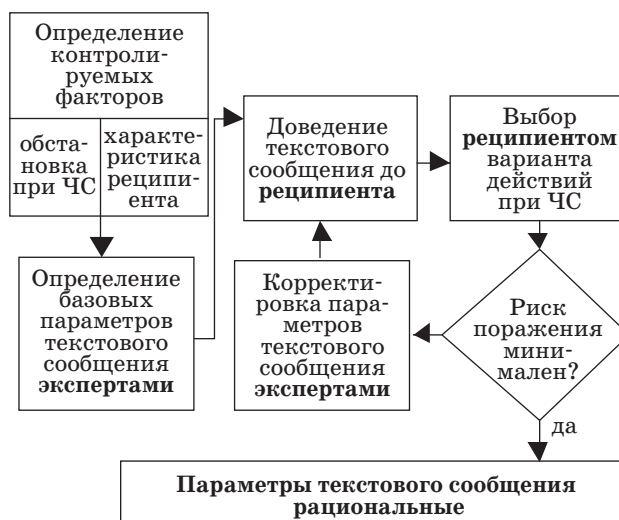 Определение
контроли-
руемых
факторов
обста-
новка
при ЧС
характе-
ристика
реципи-
ента
Определение
базовых
параметров
текстового
сообщения
экспертами
Доведение
текстового
сообщения до
реципиента
Корректи-
ровка пара-
метров
текстового
сообщения
экспертами
Выбор
реципиентом
варианта
действий
при ЧС
Риск
поражения
мини-
мален?
да
Параметры текстового сообщения
рациональные